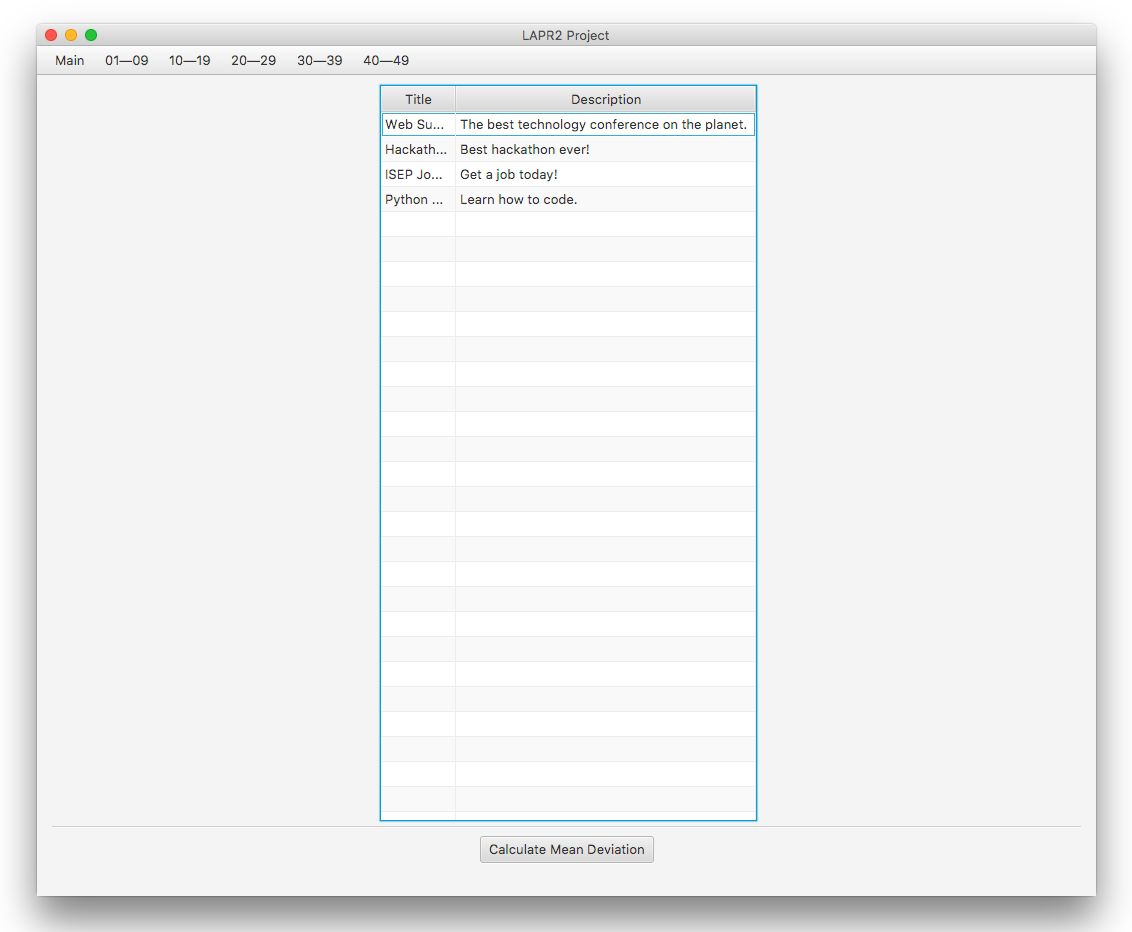 LAPR2 Project
Main 01—09 10—19 20—29 30—39 40—49
Title Description
Web Su... The best technology conference on the planet.
Hackath... Best hackathon ever!
ISEP Jo... Get a job today!
Python ... Learn how to code.
Calculate Mean Deviation